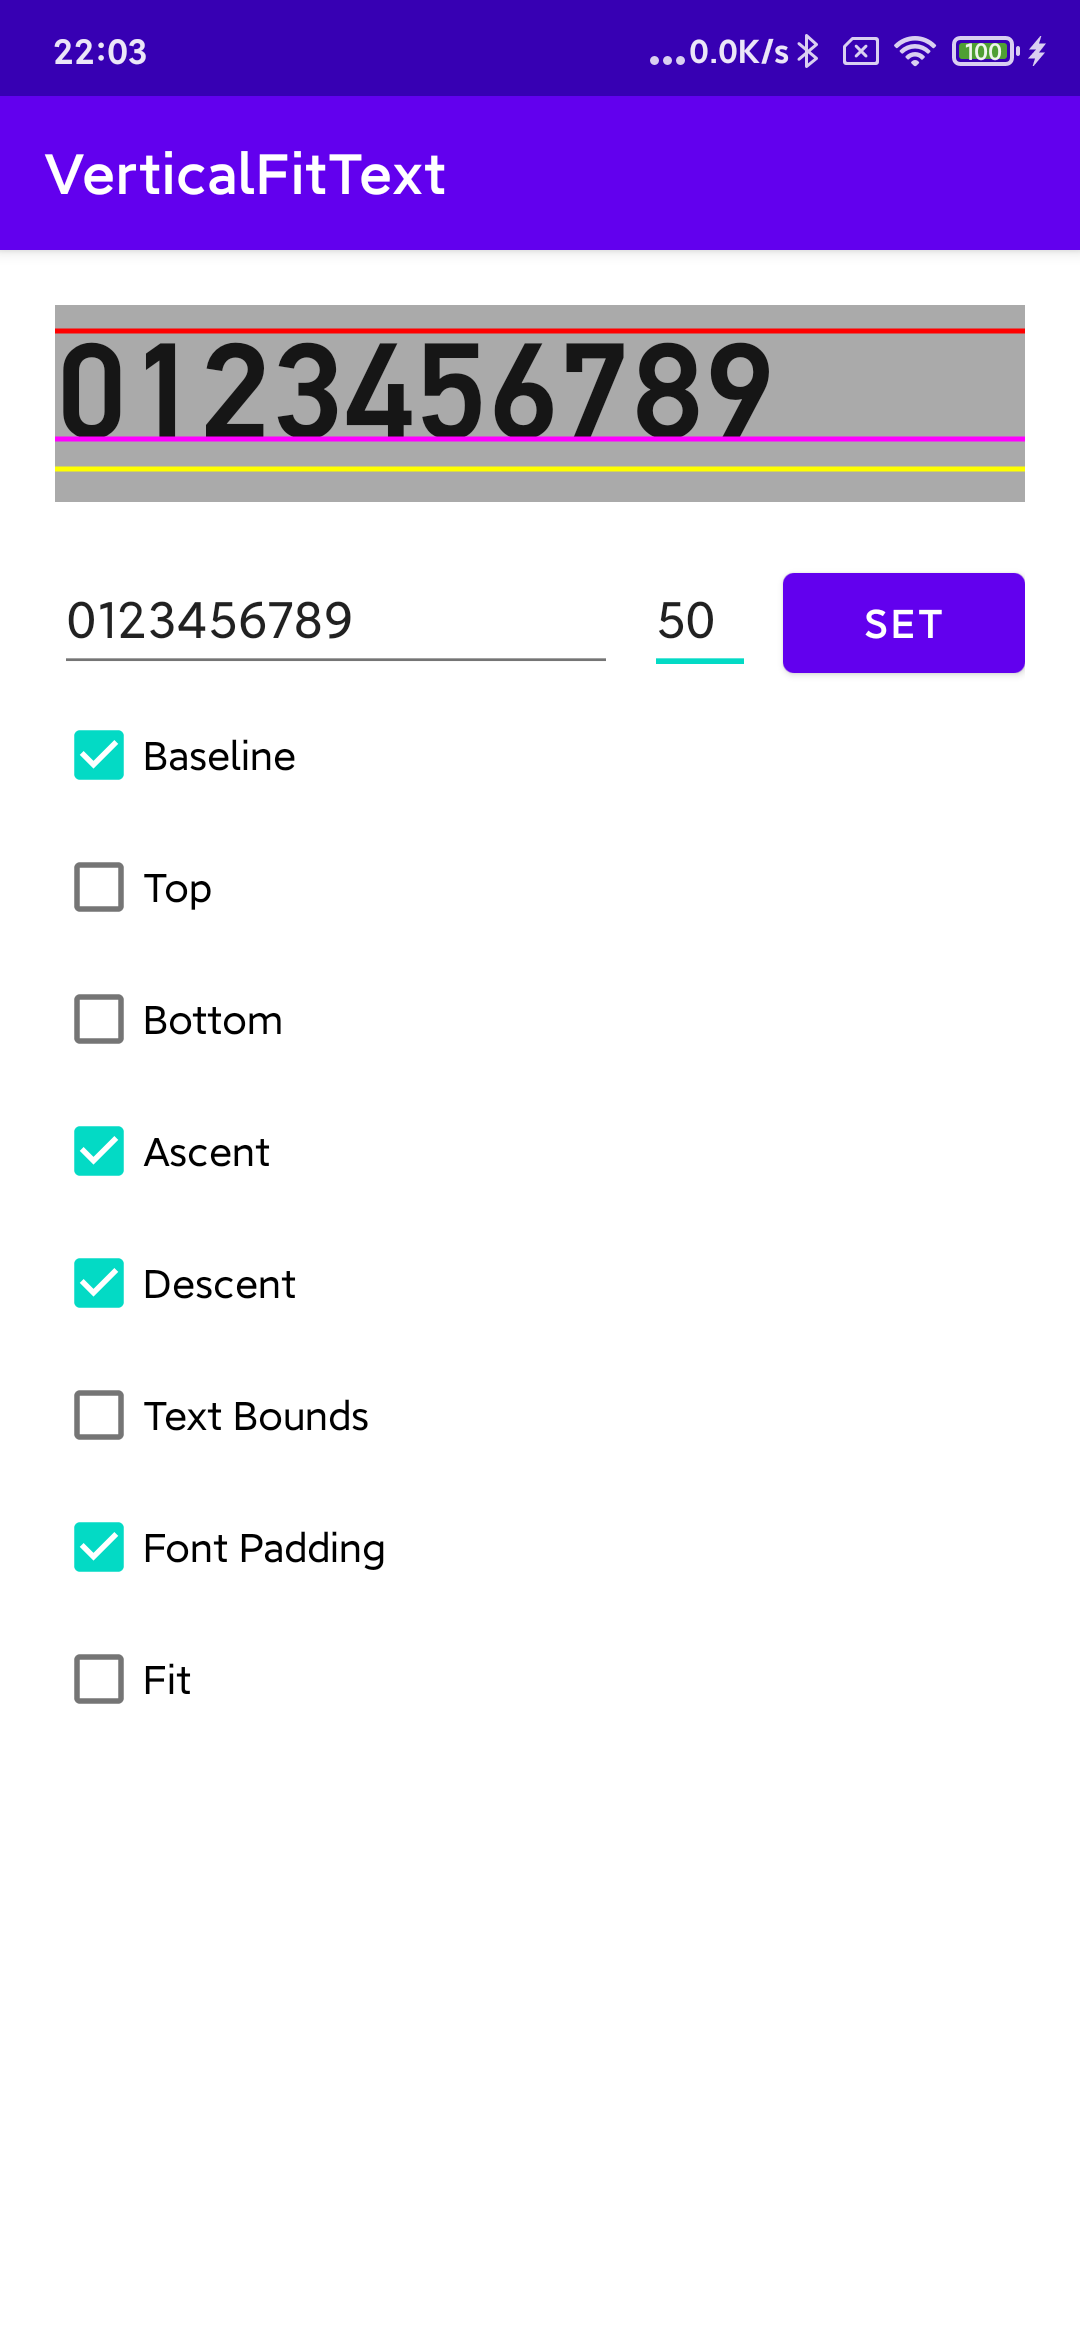 22:03 ...0.0K/s 100
VerticalFitText
0123456789
0123456789 50 SET
Baseline
Top
Bottom
Ascent
Descent
Text Bounds
Font Padding
Fit